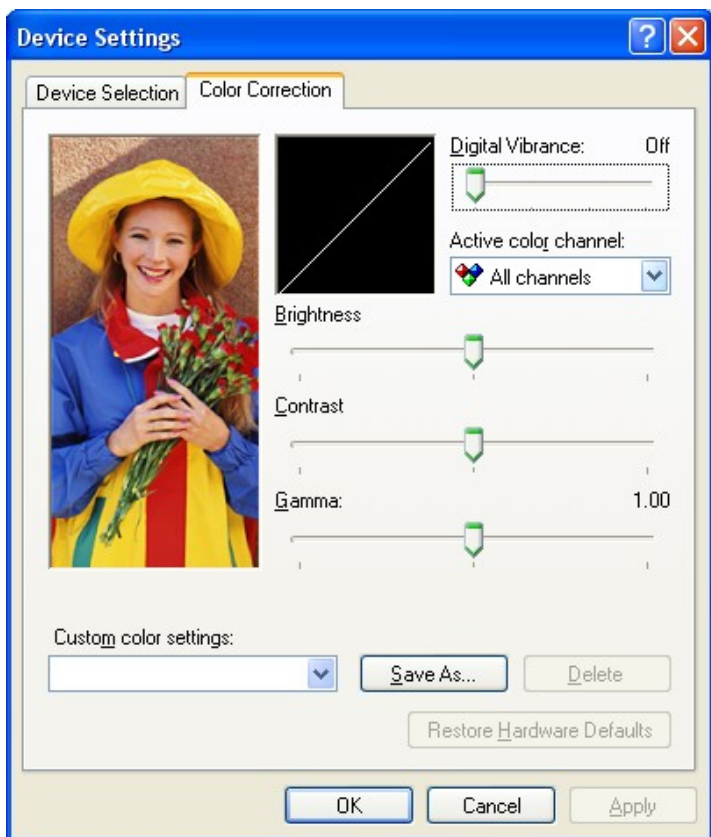 Device Settings
Device Selection
Color Correction
Digital Vibrance: Off
Active color channel:
All channels
Brightness
Contrast
Gamma: 1.00
Custom color settings:
Save As...
Delete
Restore Hardware Defaults
OK
Cancel
Apply